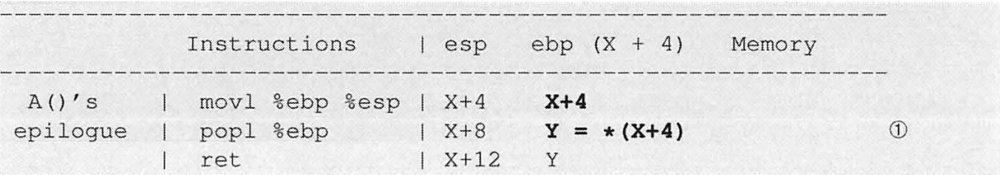 Instructions | esp ebp (X + 4) Memory
A()'s | movl %ebp %esp | X+4 X+4
epilogue | popl %ebp | X+8 Y = *(X+4) ①
| ret | X+12 Y